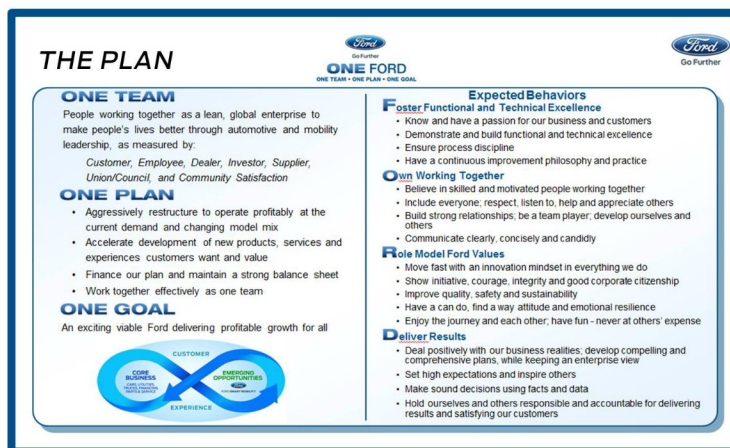 THE PLAN
Ford
Go Further
ONE FORD
ONE TEAM • ONE PLAN • ONE GOAL
Ford
Go Further
ONE TEAM
People working together as a lean, global enterprise to
make people's lives better through automotive and mobility
leadership, as measured by:
Customer, Employee, Dealer, Investor, Supplier,
Union/Council, and Community Satisfaction
ONE PLAN
• Aggressively restructure to operate profitably at the
current demand and changing model mix
• Accelerate development of new products, services and
experiences customers want and value
• Finance our plan and maintain a strong balance sheet
• Work together effectively as one team
ONE GOAL
An exciting viable Ford delivering profitable growth for all
CUSTOMER
CORE
BUSINESS
CARS, UTILITIES,
TRUCKS, FINANCING,
PARTS & SERVICE
EMERGING
OPPORTUNITIES
Ford
FORD SMART MOBILITY
EXPERIENCE
Expected Behaviors
Foster Functional and Technical Excellence
• Know and have a passion for our business and customers
• Demonstrate and build functional and technical excellence
• Ensure process discipline
• Have a continuous improvement philosophy and practice
Own Working Together
• Believe in skilled and motivated people working together
• Include everyone; respect, listen to, help and appreciate others
• Build strong relationships; be a team player; develop ourselves and
others
• Communicate clearly, concisely and candidly
Role Model Ford Values
• Move fast with an innovation mindset in everything we do
• Show initiative, courage, integrity and good corporate citizenship
• Improve quality, safety and sustainability
• Have a can do, find a way attitude and emotional resilience
• Enjoy the journey and each other; have fun - never at others' expense
Deliver Results
• Deal positively with our business realities; develop compelling and
comprehensive plans, while keeping an enterprise view
• Set high expectations and inspire others
• Make sound decisions using facts and data
• Hold ourselves and others responsible and accountable for delivering
results and satisfying our customers